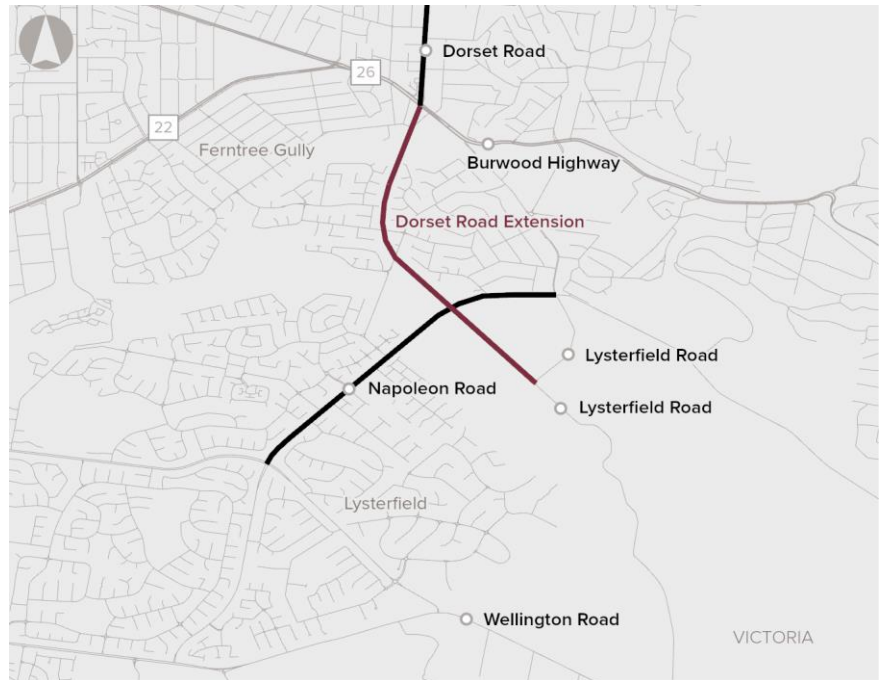 Dorset Road
26
22
Ferntree Gully
Burwood Highway
Dorset Road Extension
Lysterfield Road
Napoleon Road
Lysterfield Road
Lysterfield
Wellington Road
VICTORIA